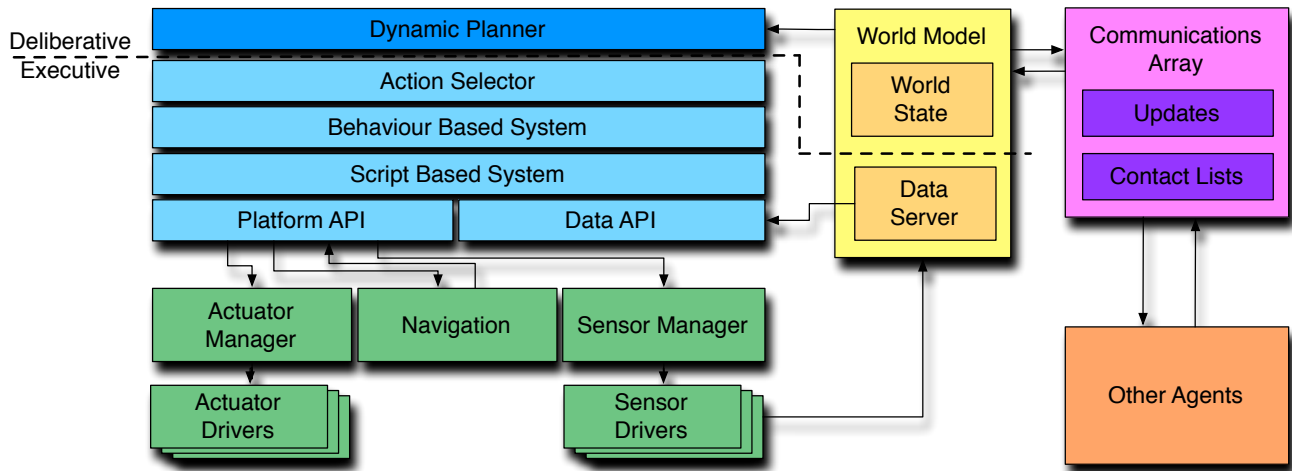 Deliberative
Executive
Dynamic Planner
Action Selector
Behaviour Based System
Script Based System
Platform API
Data API
World Model
World
State
Data
Server
Communications
Array
Updates
Contact Lists
Actuator
Manager
Navigation
Sensor Manager
Actuator
Drivers
Sensor
Drivers
Other Agents